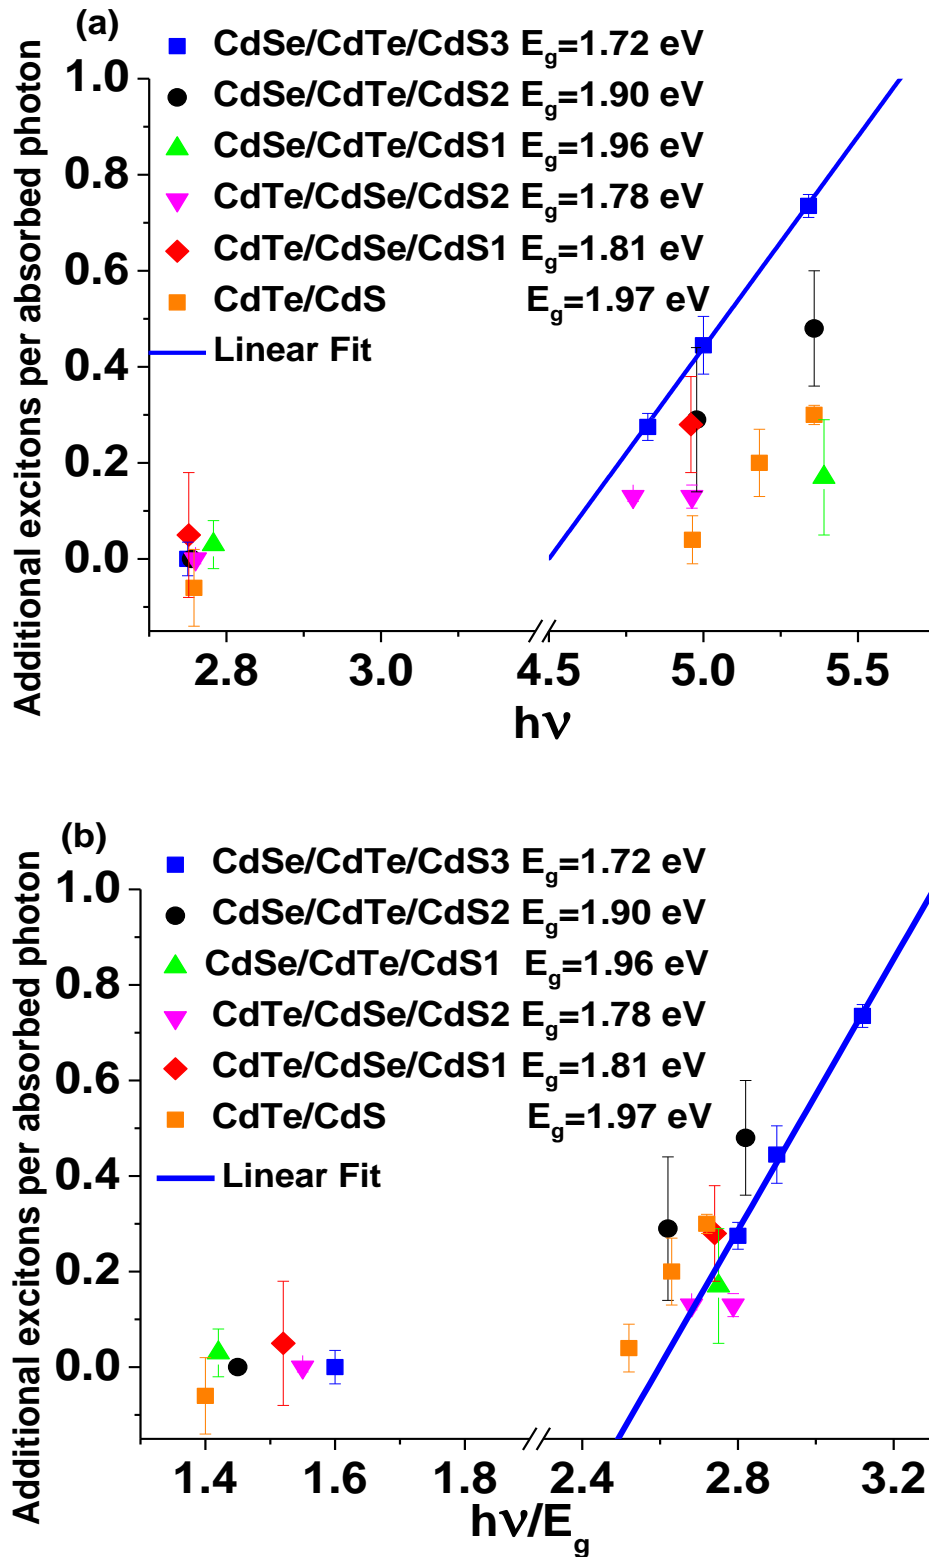 (a)
CdSe/CdTe/CdS3 Eg=1.72 eV
CdSe/CdTe/CdS2 Eg=1.90 eV
CdSe/CdTe/CdS1 Eg=1.96 eV
CdTe/CdSe/CdS2 Eg=1.78 eV
CdTe/CdSe/CdS1 Eg=1.81 eV
CdTe/CdS Eg=1.97 eV
Linear Fit
Additional excitons per absorbed photon
1.0
0.8
0.6
0.4
0.2
0.0
2.8 3.0 4.5 5.0 5.5
hν
(b)
CdSe/CdTe/CdS3 Eg=1.72 eV
CdSe/CdTe/CdS2 Eg=1.90 eV
CdSe/CdTe/CdS1 Eg=1.96 eV
CdTe/CdSe/CdS2 Eg=1.78 eV
CdTe/CdSe/CdS1 Eg=1.81 eV
CdTe/CdS Eg=1.97 eV
Linear Fit
Additional excitons per absorbed photon
1.0
0.8
0.6
0.4
0.2
0.0
1.4 1.6 1.8 2.4 2.8 3.2
hν/Eg